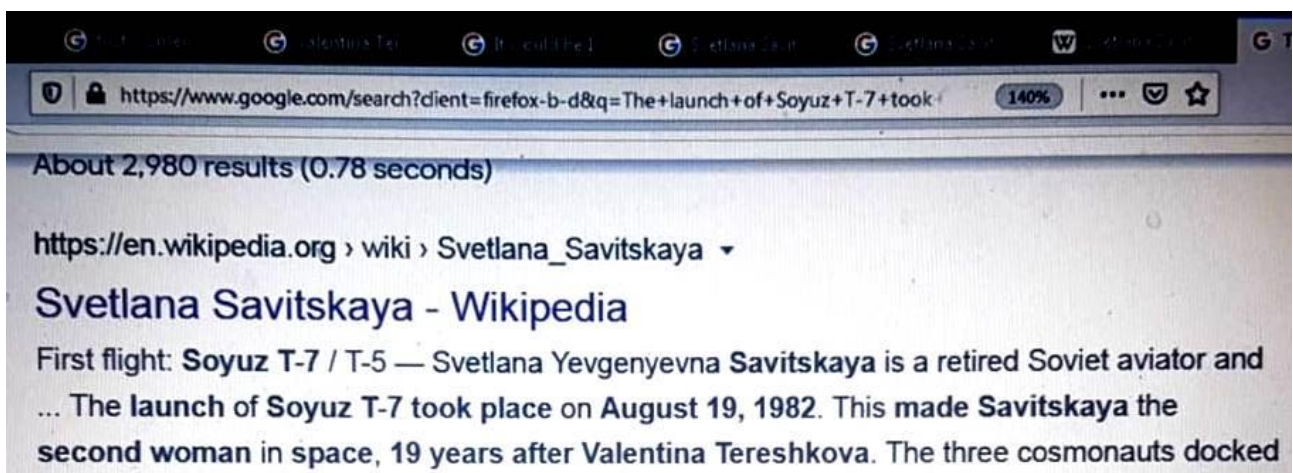 https://www.google.com/search?client=firefox-b-d&q=The+launch+of+Soyuz+T-7+took 140%
About 2,980 results (0.78 seconds)
https://en.wikipedia.org › wiki › Svetlana_Savitskaya
Svetlana Savitskaya - Wikipedia
First flight: Soyuz T-7 / T-5 — Svetlana Yevgenyevna Savitskaya is a retired Soviet aviator and
... The launch of Soyuz T-7 took place on August 19, 1982. This made Savitskaya the
second woman in space, 19 years after Valentina Tereshkova. The three cosmonauts docked